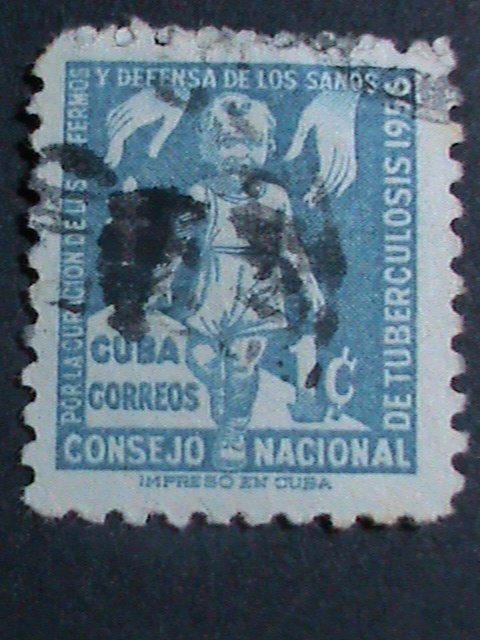 POR LA CURACION DE LOS ENFERMOS
Y DEFENSA DE LOS SANOS
CUBA
CORREOS
1¢
CONSEJO NACIONAL
DE TUBERCULOSIS 1956
IMPRESO EN CUBA